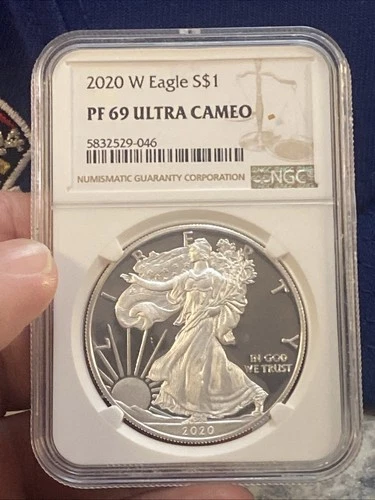 2020 W Eagle S$1
PF 69 ULTRA CAMEO
5832529-046
NUMISMATIC GUARANTY CORPORATION
NGC
LIBERTY
IN GOD
WE TRUST
2020